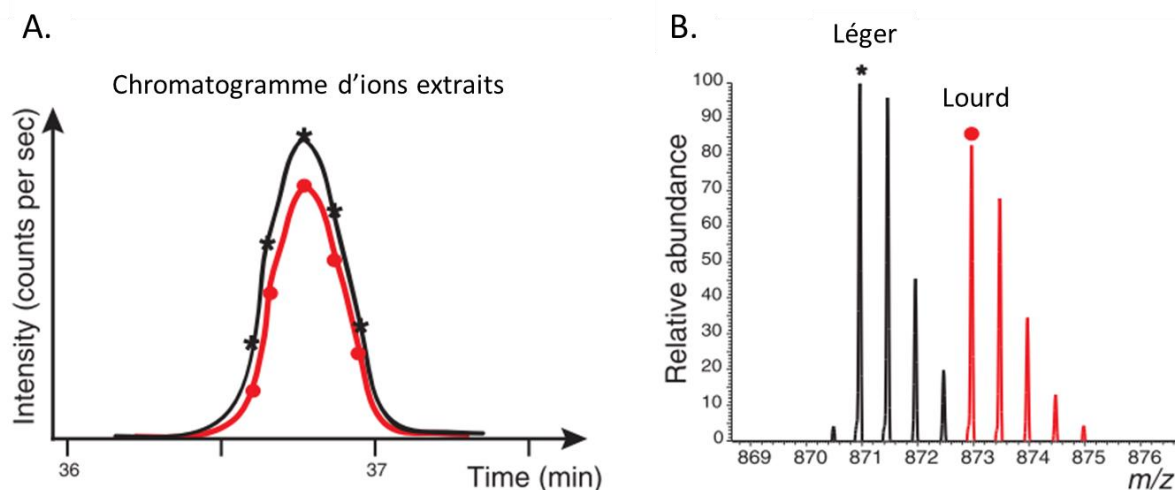 A.
Chromatogramme d'ions extraits
Intensity (counts per sec)
36
37
Time (min)
B.
Léger
*
Lourd
Relative abundance
100
90
80
70
60
50
40
30
20
10
0
869 870 871 872 873 874 875 876
m/z